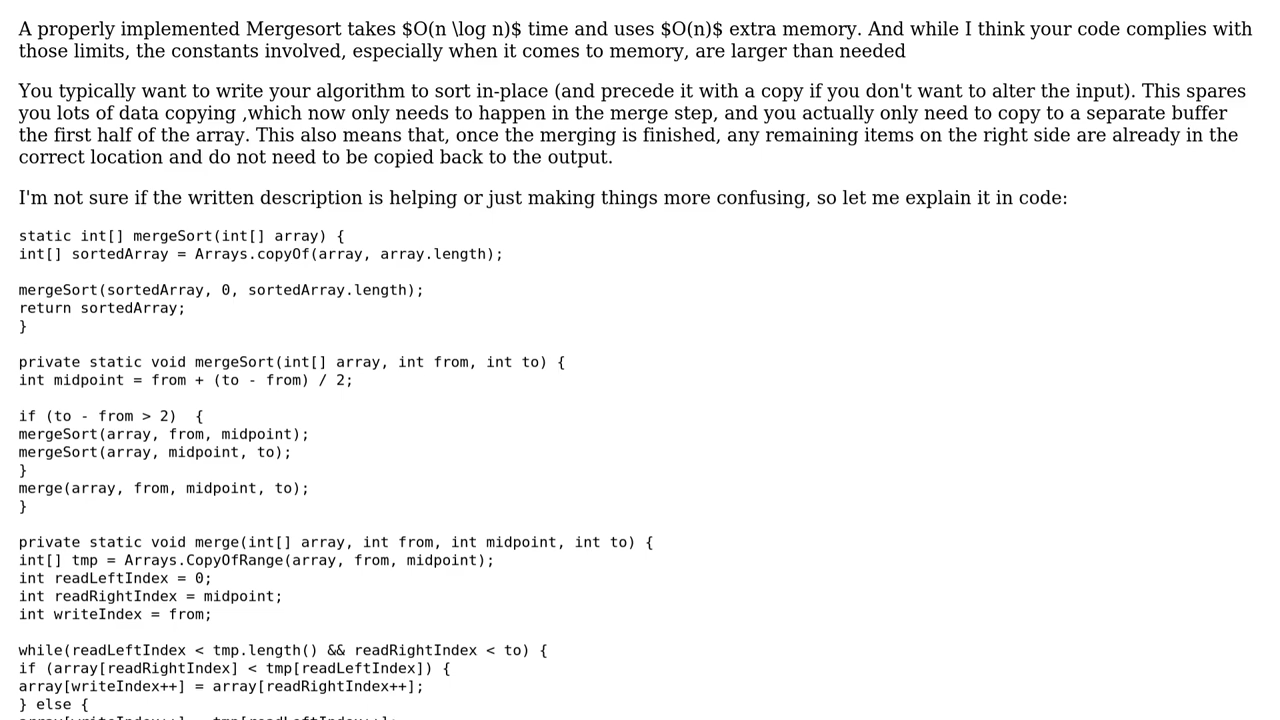 A properly implemented Mergesort takes $O(n \log n)$ time and uses $O(n)$ extra memory. And while I think your code complies with
those limits, the constants involved, especially when it comes to memory, are larger than needed
You typically want to write your algorithm to sort in-place (and precede it with a copy if you don't want to alter the input). This spares
you lots of data copying ,which now only needs to happen in the merge step, and you actually only need to copy to a separate buffer
the first half of the array. This also means that, once the merging is finished, any remaining items on the right side are already in the
correct location and do not need to be copied back to the output.
I'm not sure if the written description is helping or just making things more confusing, so let me explain it in code:
static int[] mergeSort(int[] array) {
int[] sortedArray = Arrays.copyOf(array, array.length);
mergeSort(sortedArray, 0, sortedArray.length);
return sortedArray;
}
private static void mergeSort(int[] array, int from, int to) {
int midpoint = from + (to - from) / 2;
if (to - from > 2)  {
mergeSort(array, from, midpoint);
mergeSort(array, midpoint, to);
}
merge(array, from, midpoint, to);
}
private static void merge(int[] array, int from, int midpoint, int to) {
int[] tmp = Arrays.CopyOfRange(array, from, midpoint);
int readLeftIndex = 0;
int readRightIndex = midpoint;
int writeIndex = from;
while(readLeftIndex < tmp.length() && readRightIndex < to) {
if (array[readRightIndex] < tmp[readLeftIndex]) {
array[writeIndex++] = array[readRightIndex++];
} else {